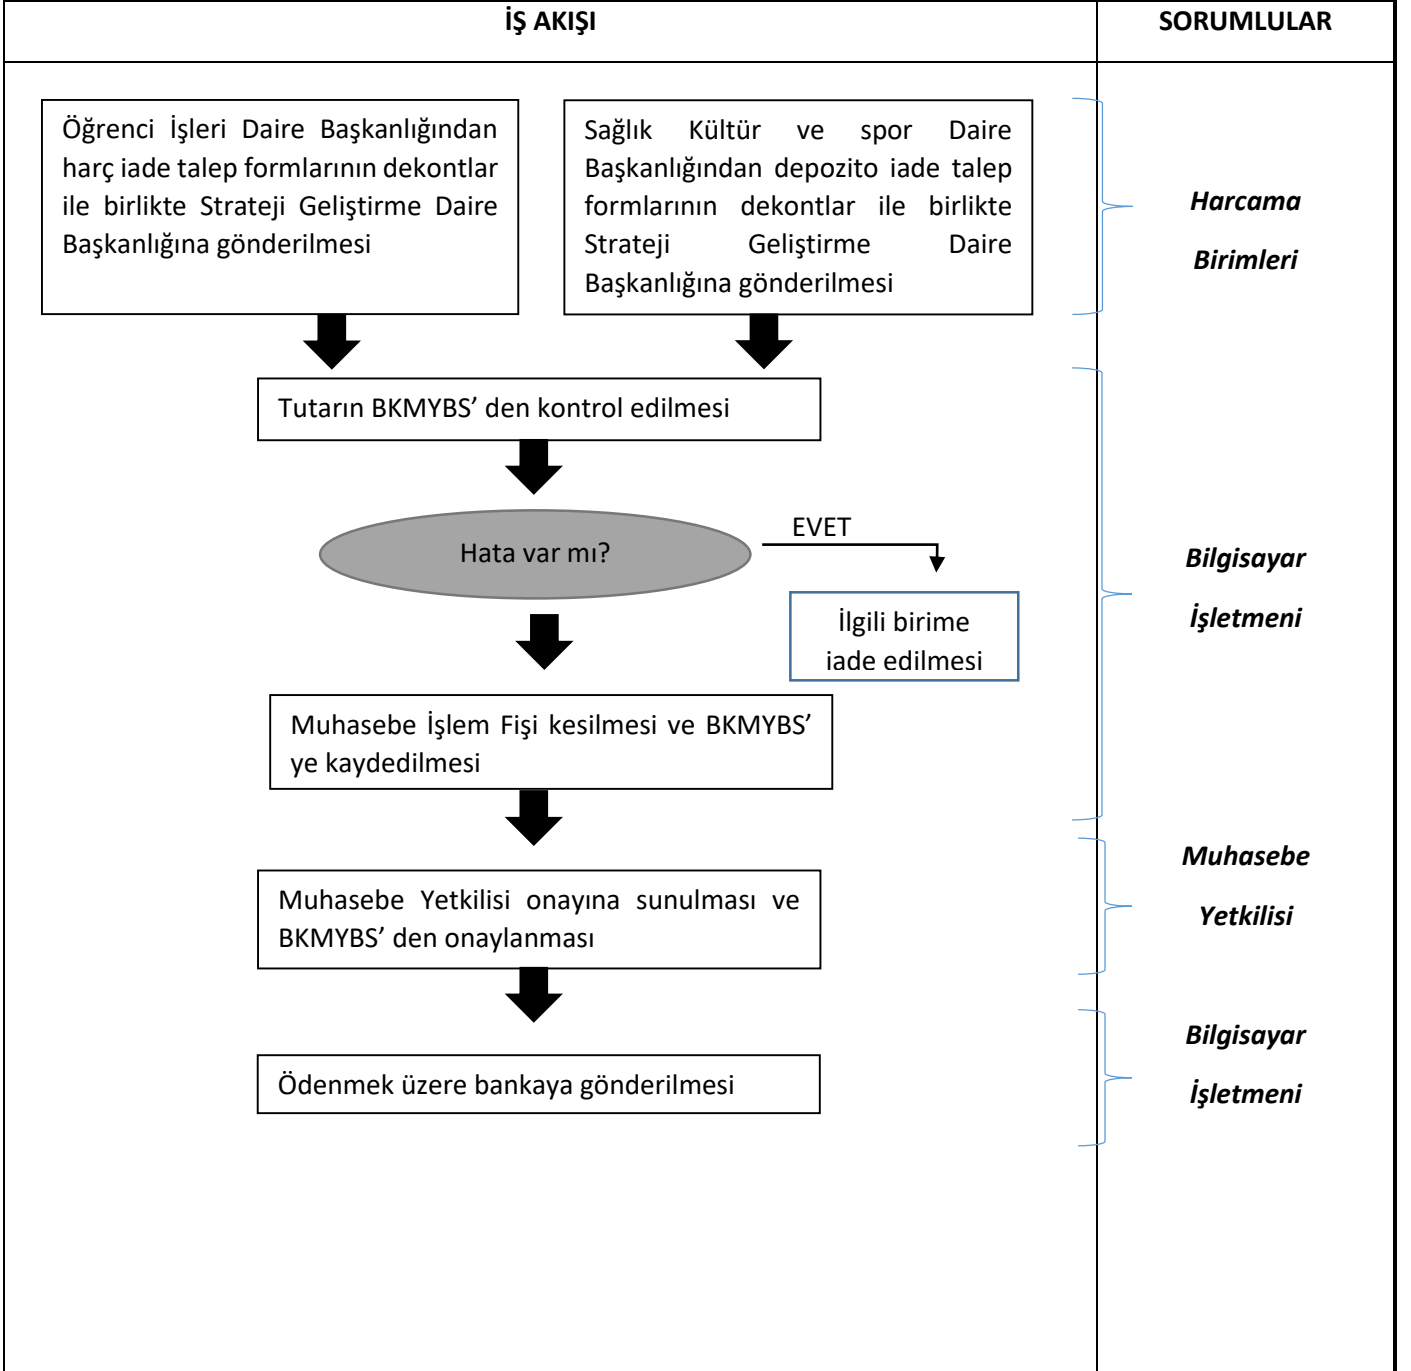 İŞ AKIŞI
SORUMLULAR
Öğrenci İşleri Daire Başkanlığından
harç iade talep formlarının dekontlar
ile birlikte Strateji Geliştirme Daire
Başkanlığına gönderilmesi
Sağlık Kültür ve spor Daire
Başkanlığından depozito iade talep
formlarının dekontlar ile birlikte
Strateji Geliştirme Daire
Başkanlığına gönderilmesi
Harcama
Birimleri
Tutarın BKMYBS’ den kontrol edilmesi
Hata var mı?
EVET
İlgili birime
iade edilmesi
Bilgisayar
İşletmeni
Muhasebe İşlem Fişi kesilmesi ve BKMYBS’
ye kaydedilmesi
Muhasebe Yetkilisi onayına sunulması ve
BKMYBS’ den onaylanması
Muhasebe
Yetkilisi
Ödenmek üzere bankaya gönderilmesi
Bilgisayar
İşletmeni